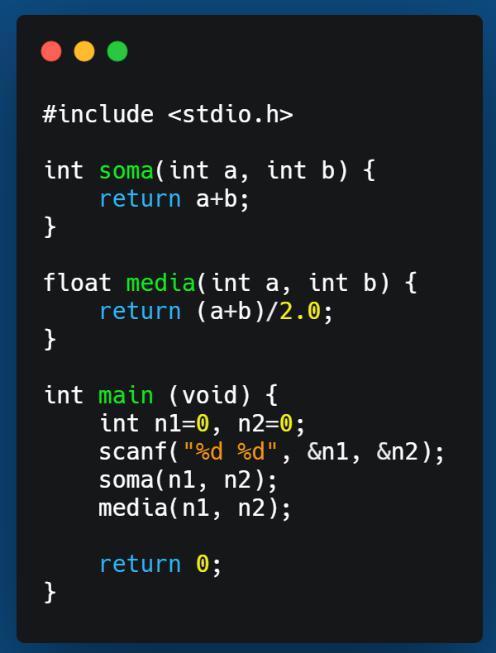 #include <stdio.h>
int soma(int a, int b) {
    return a+b;
}
float media(int a, int b) {
    return (a+b)/2.0;
}
int main (void) {
    int n1=0, n2=0;
    scanf("%d %d", &n1, &n2);
    soma(n1, n2);
    media(n1, n2);
    return 0;
}